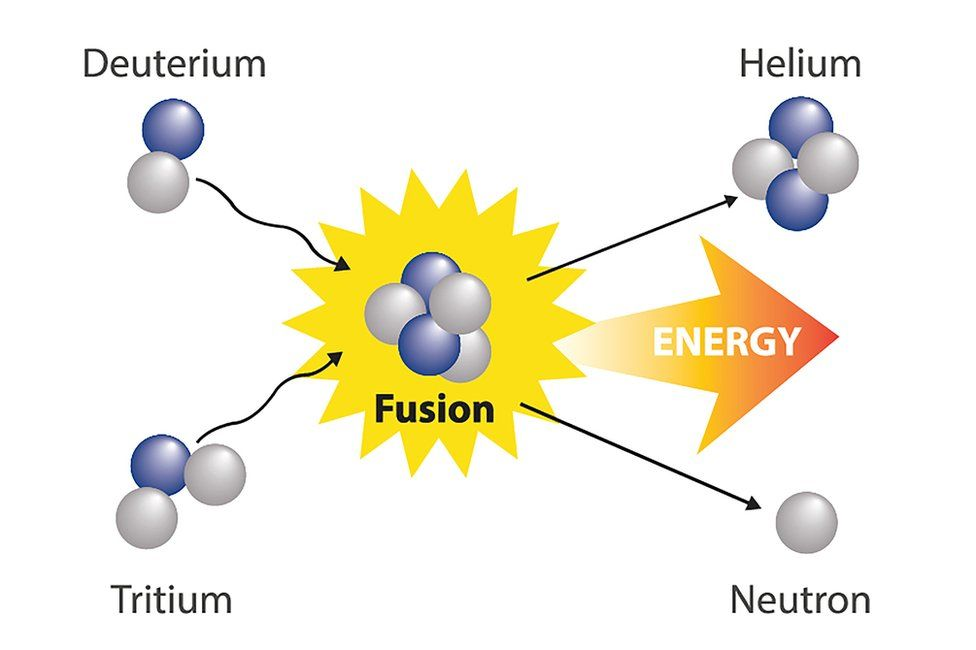 Deuterium
Helium
ENERGY
Fusion
Tritium
Neutron